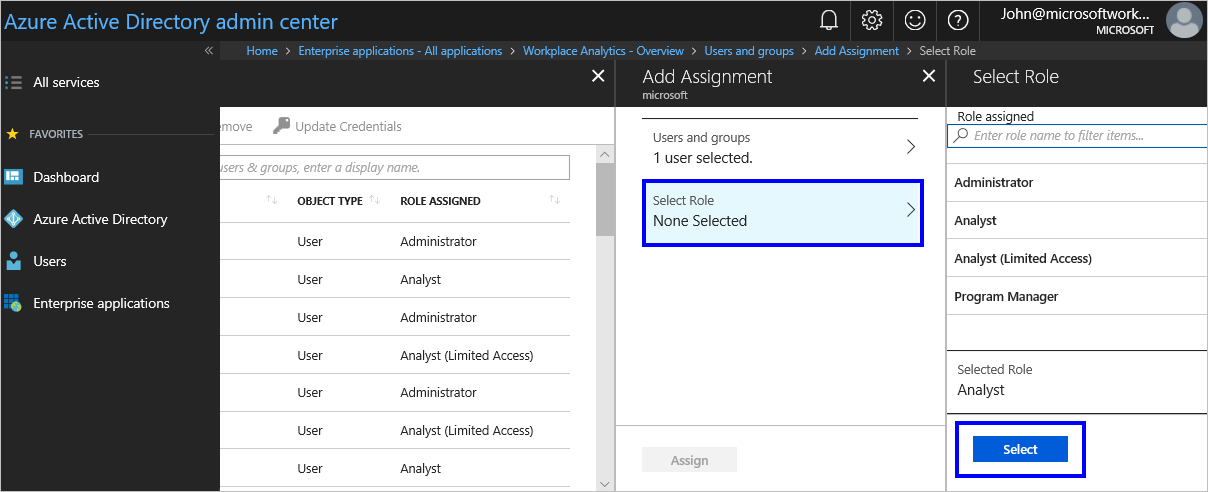 Azure Active Directory admin center
John@microsoftwork...
MICROSOFT
Home > Enterprise applications - All applications > Workplace Analytics - Overview > Users and groups > Add Assignment > Select Role
All services
FAVORITES
Dashboard
Azure Active Directory
Users
Enterprise applications
emove
Update Credentials
users & groups, enter a display name.
OBJECT TYPE ROLE ASSIGNED
User Administrator
User Analyst
User Administrator
User Analyst (Limited Access)
User Administrator
User Analyst (Limited Access)
User Analyst
Add Assignment
microsoft
Users and groups
1 user selected.
Select Role
None Selected
Assign
Select Role
Role assigned
Enter role name to filter items...
Administrator
Analyst
Analyst (Limited Access)
Program Manager
Selected Role
Analyst
Select